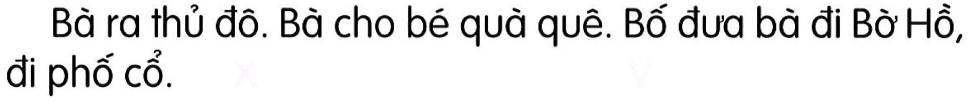 Bà ra thủ đô. Bà cho bé quà quê. Bố đưa bà đi Bờ Hồ,
đi phố cổ.